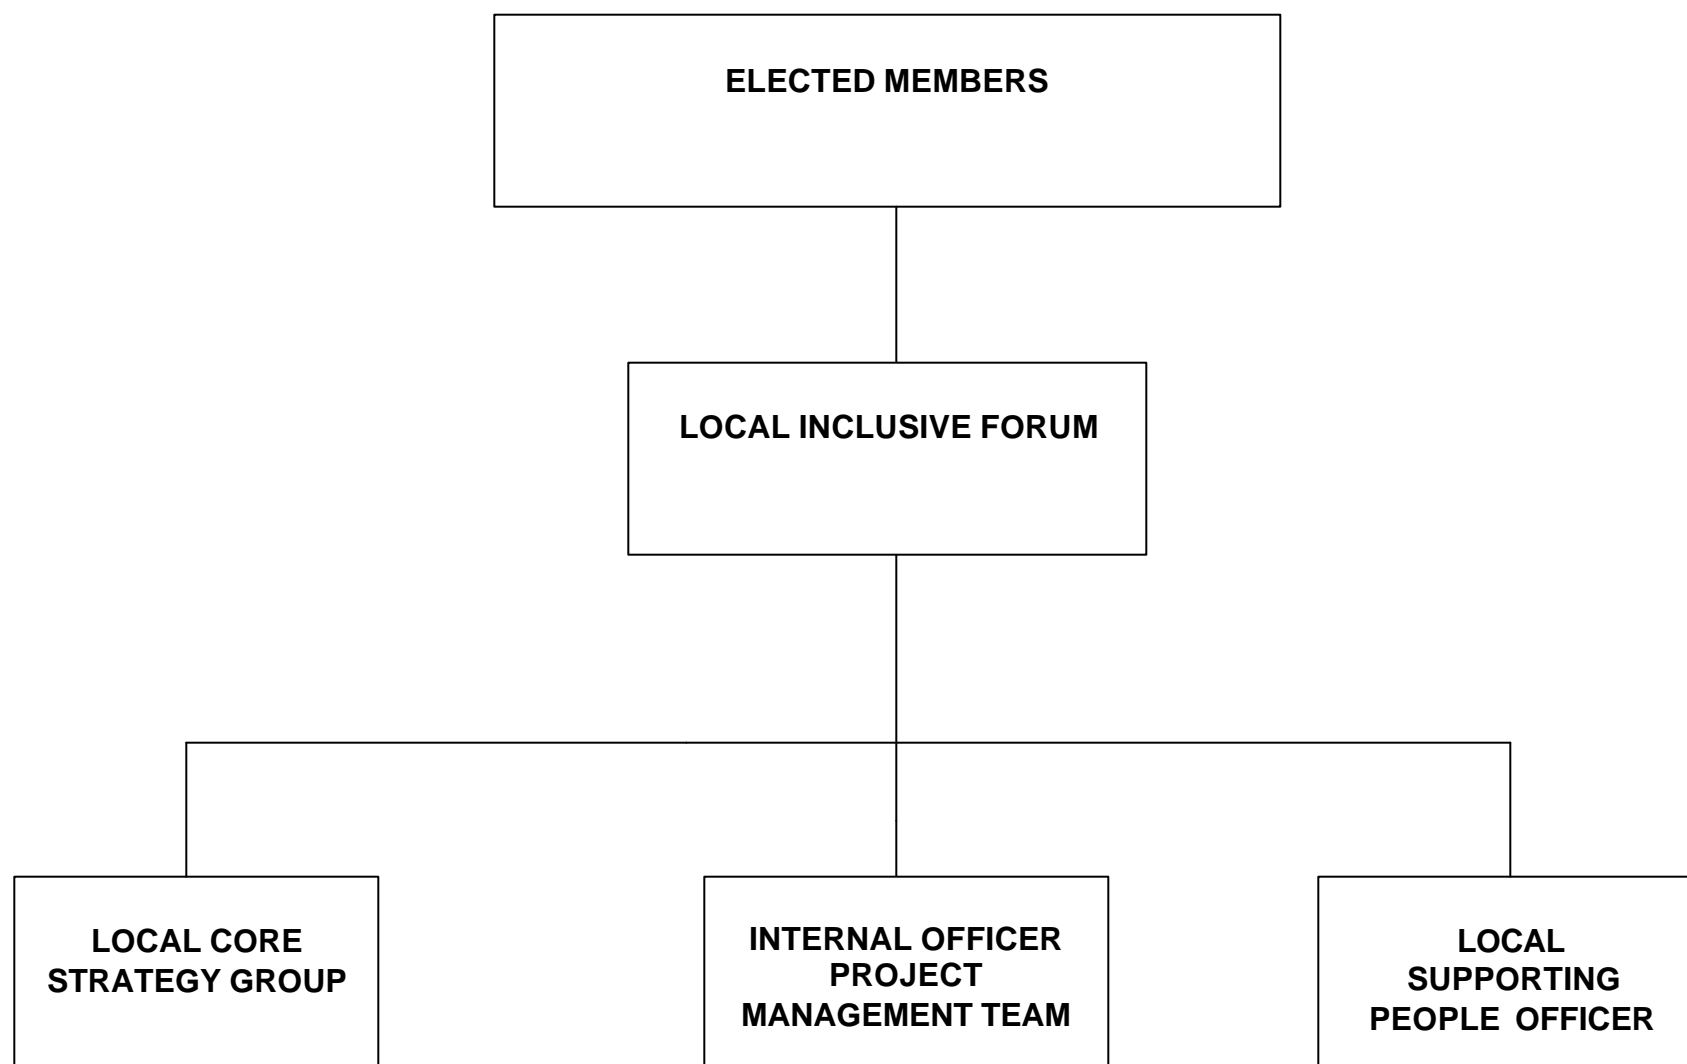 ELECTED MEMBERS
LOCAL INCLUSIVE FORUM
LOCAL CORE
STRATEGY GROUP
INTERNAL OFFICER
PROJECT
MANAGEMENT TEAM
LOCAL
SUPPORTING
PEOPLE OFFICER